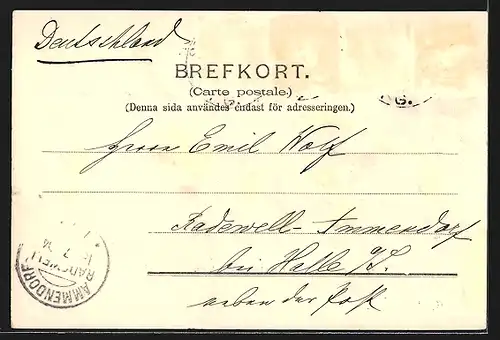 Deutschland
BREFKORT.
(Carte postale.)
(Denna sida användes endast för adresseringen.)
Herrn Emil Wolf
Radewell-Ammendorf
bei Halle a/S.
neben der Post
AMMENDORF
RADEWELL